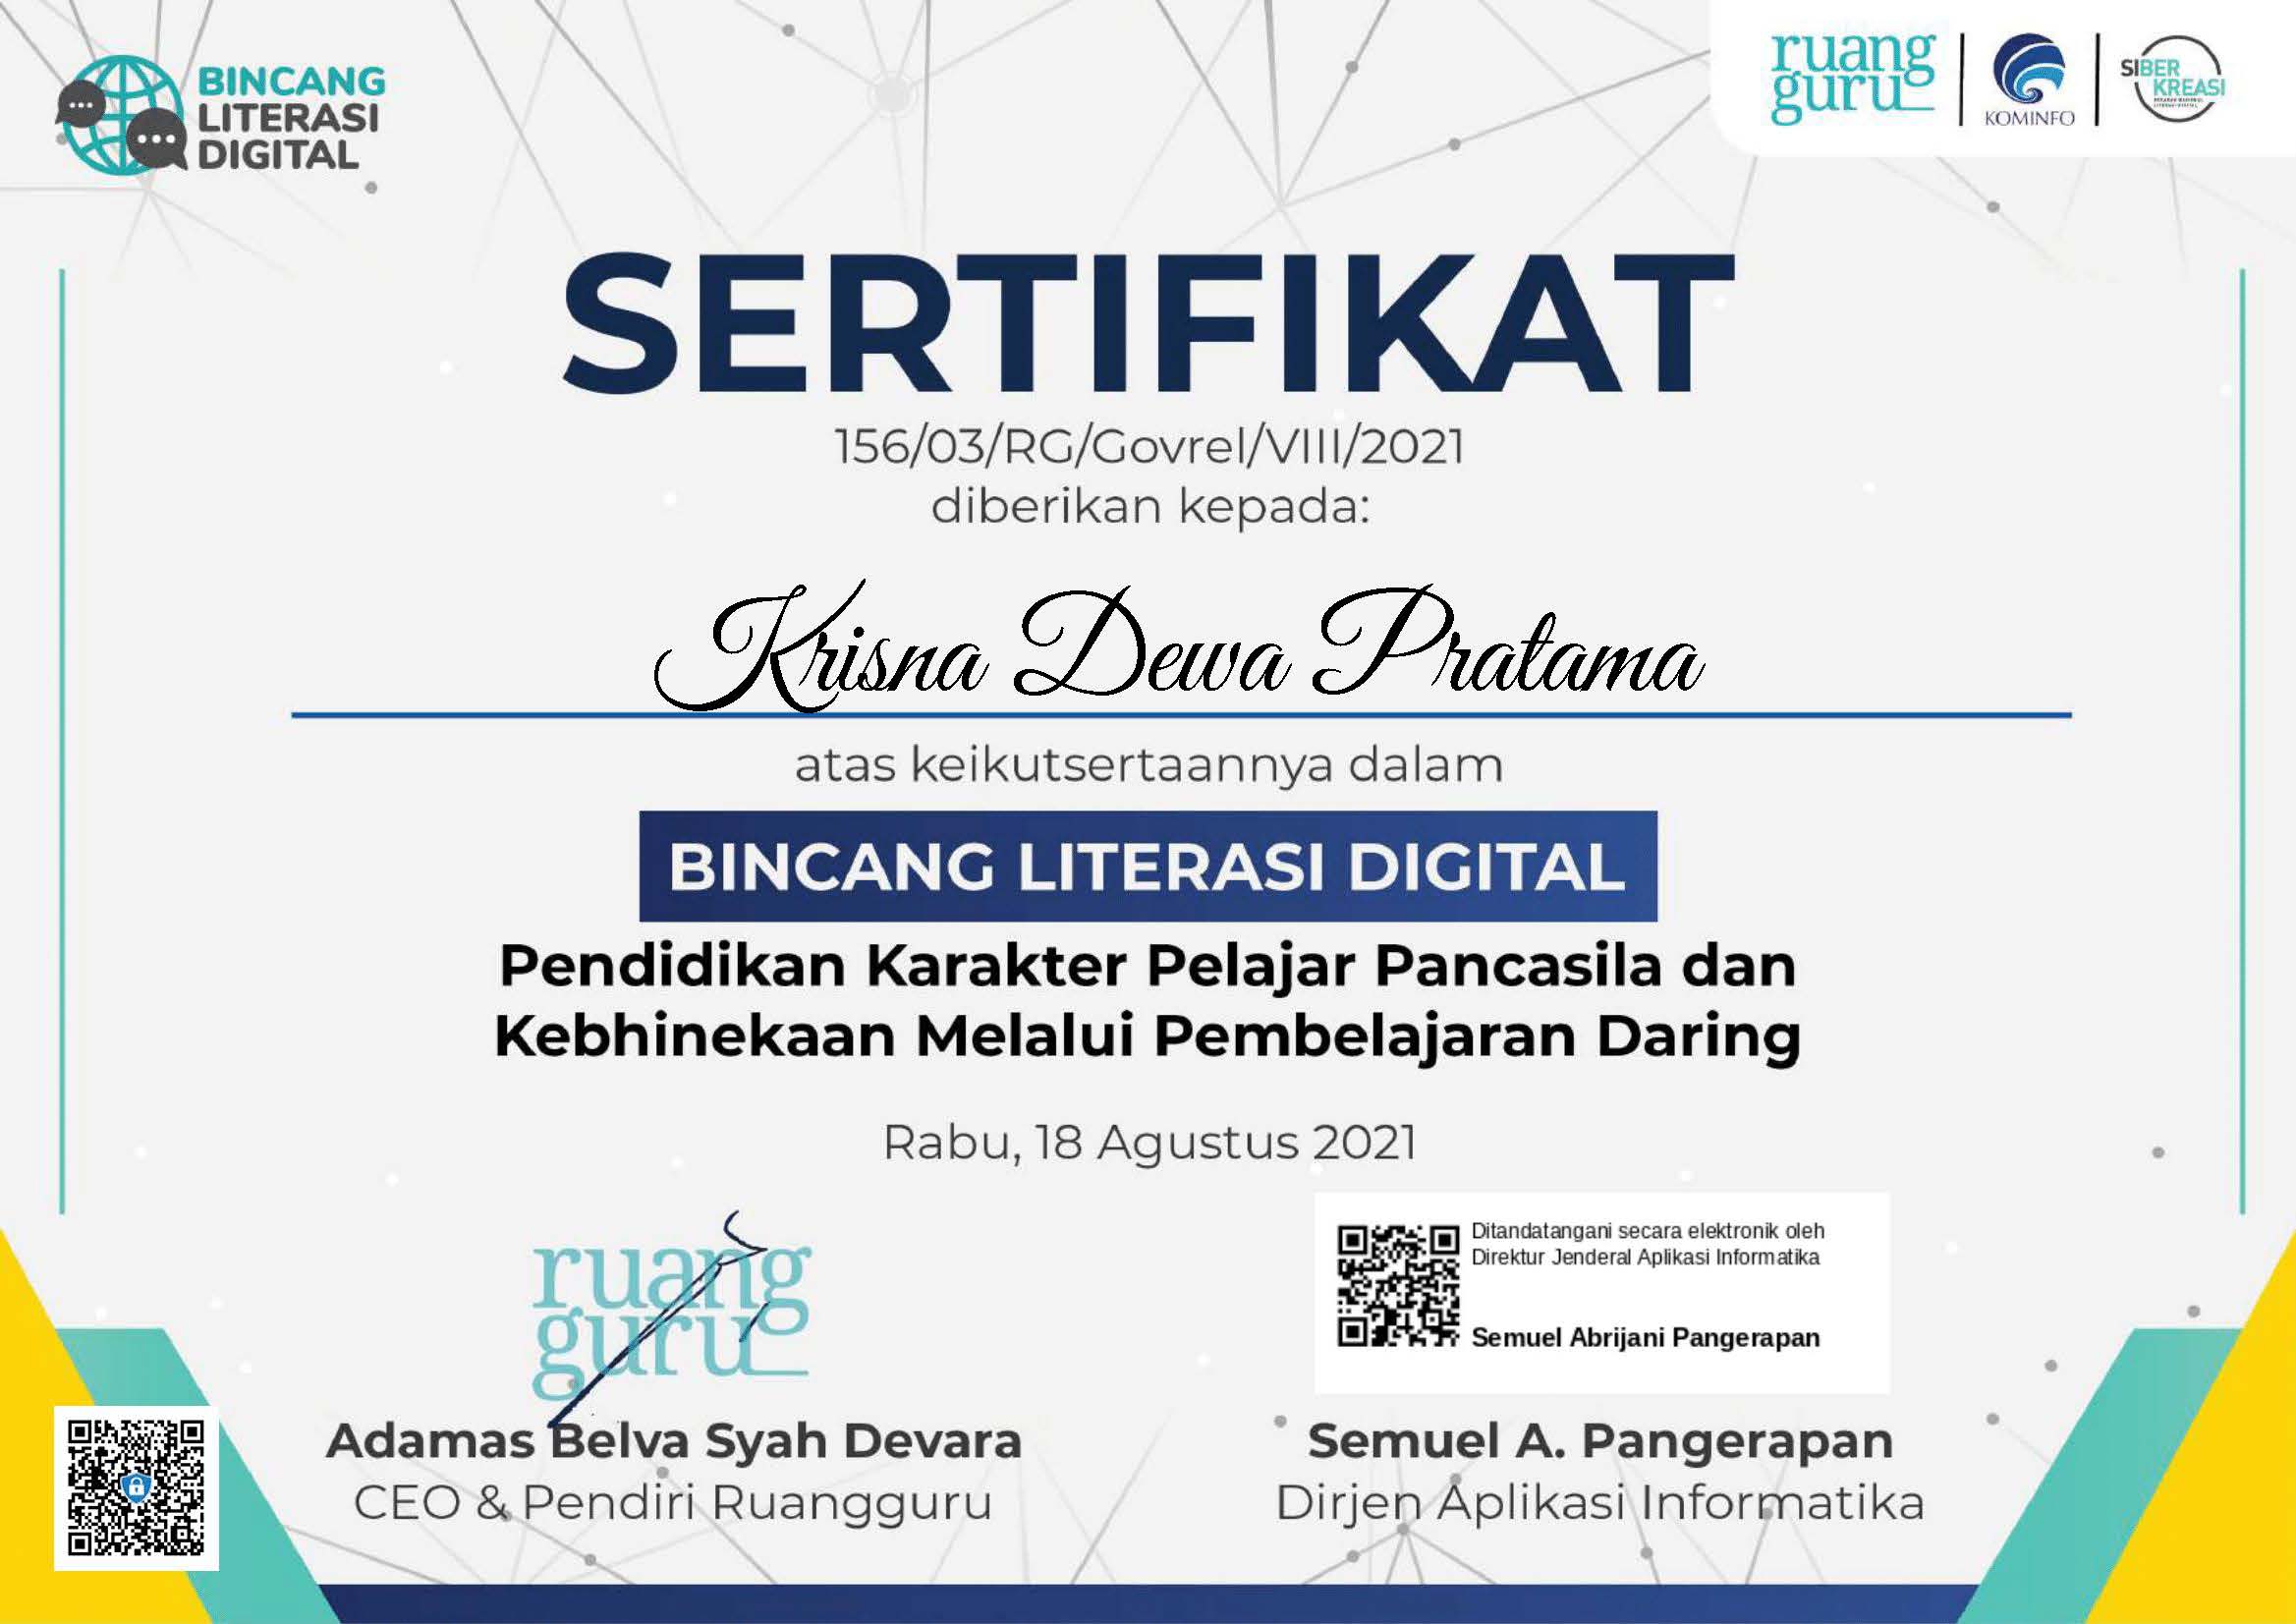 BINCANG
LITERASI
DIGITAL
ruang
guru
KOMINFO
SIBER
KREASI
SERTIFIKAT
156/03/RG/Govrel/VIII/2021
diberikan kepada:
Krisna Dewa Pratama
atas keikutsertaannya dalam
BINCANG LITERASI DIGITAL
Pendidikan Karakter Pelajar Pancasila dan
Kebhinekaan Melalui Pembelajaran Daring
Rabu, 18 Agustus 2021
ruang
guru
Ditandatangani secara elektronik oleh
Direktur Jenderal Aplikasi Informatika
Semuel Abrijani Pangerapan
Adamas Belva Syah Devara
CEO & Pendiri Ruangguru
Semuel A. Pangerapan
Dirjen Aplikasi Informatika